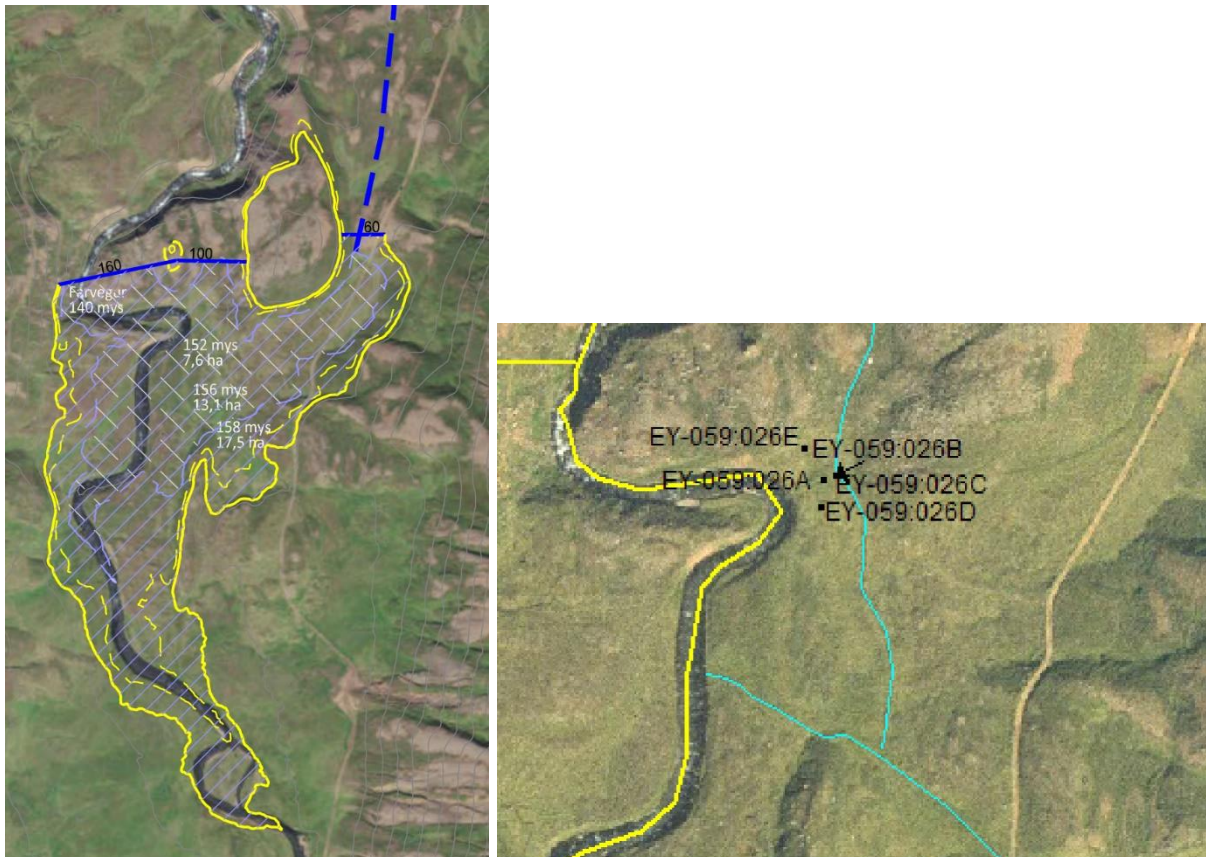 60
160
100
Farvegur
140 mys
152 mys
7,6 ha
156 mys
13,1 ha
158 mys
17,5 ha
EY-059:026E
EY-059:026B
EY-059:026A
EY-059:026C
EY-059:026D